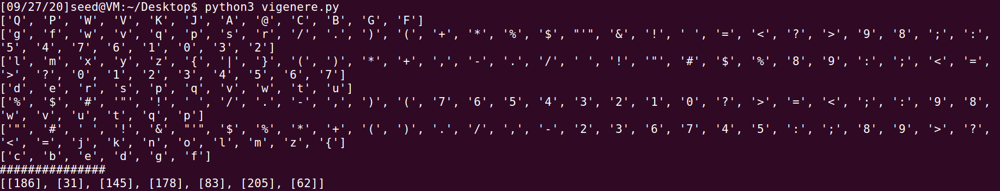 [09/27/20]seed@VM:~/Desktop$ python3 vigenere.py
['Q', 'P', 'W', 'V', 'K', 'J', 'A', '@', 'C', 'B', 'G', 'F']
['g', 'f', 'w', 'v', 'q', 'p', 's', 'r', '/', '.', ')', '(', '+', '*', '%', '$', "'", '&', '!', ' ', '=', '<', '?', '>', '9', '8', ';', ':',
'5', '4', '7', '6', '1', '0', '3', '2']
['l', 'm', 'x', 'y', 'z', '{', '|', '}', '(', ')', '*', '+', ',', '-', '.', '/', ' ', '!', '"', '#', '$', '%', '8', '9', ':', ';', '<', '=',
'>', '?', '0', '1', '2', '3', '4', '5', '6', '7']
['d', 'e', 'r', 's', 'p', 'q', 'v', 'w', 't', 'u']
['%', '$', '#', '"', '!', ' ', '/', '.', '-', ',', ')', '(', '7', '6', '5', '4', '3', '2', '1', '0', '?', '>', '=', '<', ';', ':', '9', '8',
'w', 'v', 'u', 't', 'q', 'p']
['"', '#', ' ', '!', '&', "'", '$', '%', '*', '+', '(', ')', '.', '/', ',', '-', '2', '3', '6', '7', '4', '5', ':', ';', '8', '9', '>', '?',
'<', '=', 'j', 'k', 'n', 'o', 'l', 'm', 'z', '{']
['c', 'b', 'e', 'd', 'g', 'f']
###############
[[186], [31], [145], [178], [83], [205], [62]]